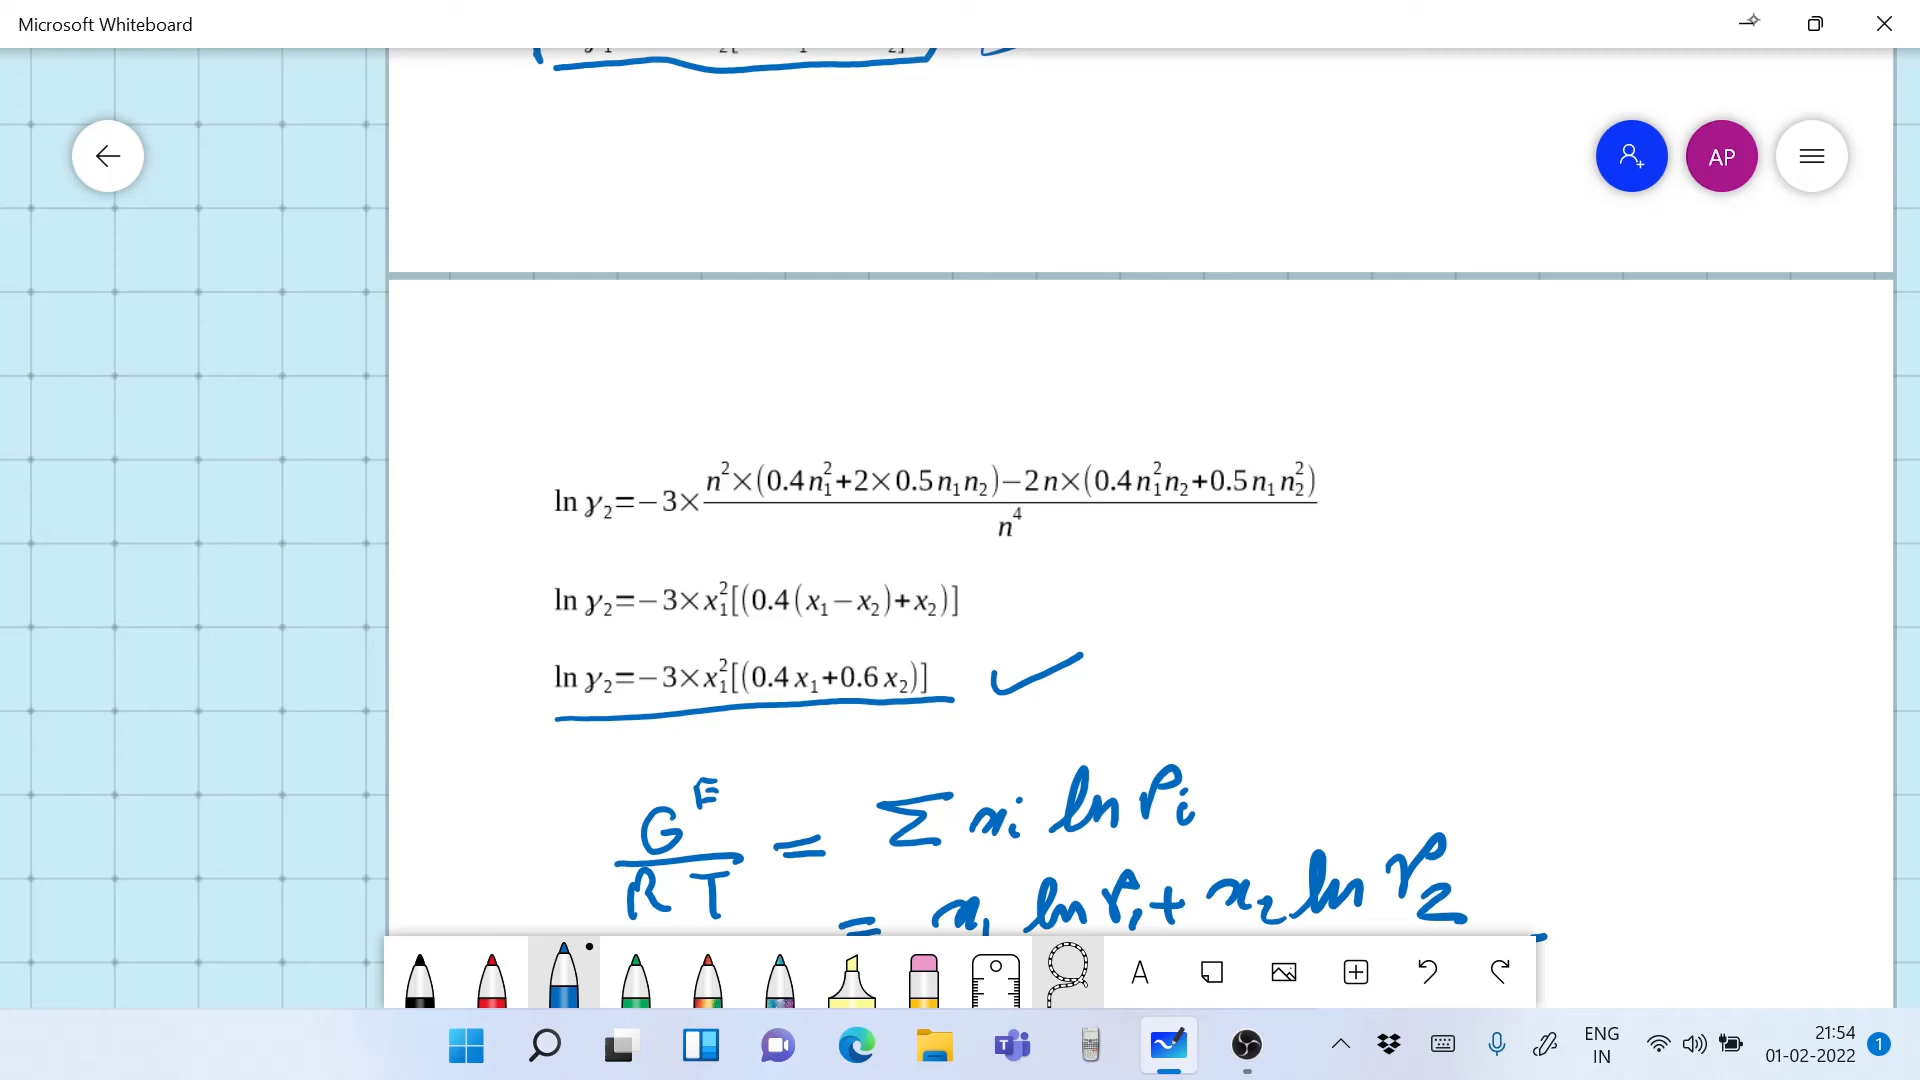 Microsoft Whiteboard
AP
ln γ₂=−3× n²×(0.4n₁²+2×0.5n₁n₂)−2n×(0.4n₁²n₂+0.5n₁n₂²) / n⁴
ln γ₂=−3×x₁²[(0.4(x₁−x₂)+x₂)]
ln γ₂=−3×x₁²[(0.4x₁+0.6x₂)]
G^E / RT = Σ xᵢ ln γᵢ
= x₁ ln γ₁ + x₂ ln γ₂
A
ENG
IN
21:54
01-02-2022
1